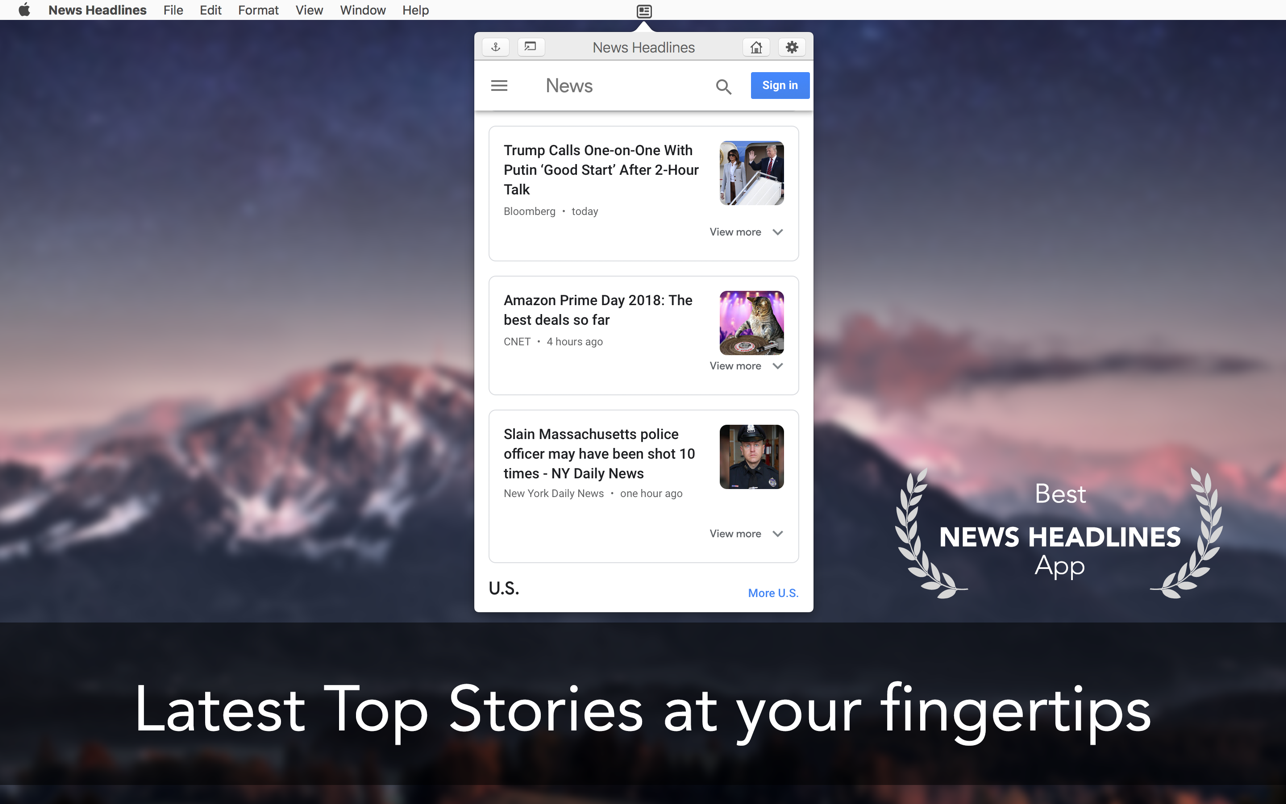 News Headlines File Edit Format View Window Help
News Headlines
News
Sign in
Trump Calls One-on-One With
Putin ‘Good Start’ After 2-Hour
Talk
Bloomberg • today
View more
Amazon Prime Day 2018: The
best deals so far
CNET • 4 hours ago
View more
Slain Massachusetts police
officer may have been shot 10
times - NY Daily News
New York Daily News • one hour ago
View more
U.S.
More U.S.
Best
NEWS HEADLINES
App
Latest Top Stories at your fingertips